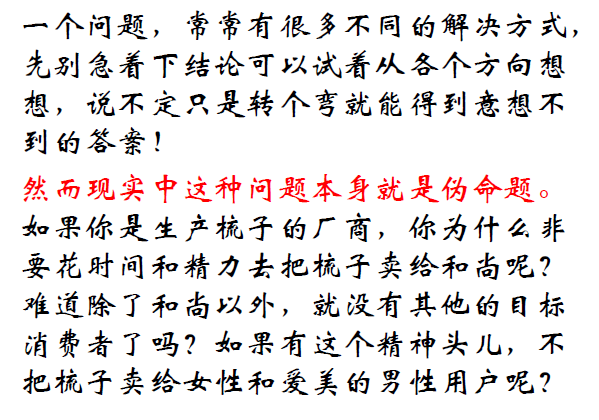 一个问题，常常有很多不同的解决方式，
先别急着下结论可以试着从各个方向想
想，说不定只是转个弯就能得到意想不
到的答案！
然而现实中这种问题本身就是伪命题。
如果你是生产梳子的厂商，你为什么非
要花时间和精力去把梳子卖给和尚呢？
难道除了和尚以外，就没有其他的目标
消费者了吗？如果有这个精神头儿，不
把梳子卖给女性和爱美的男性用户呢？